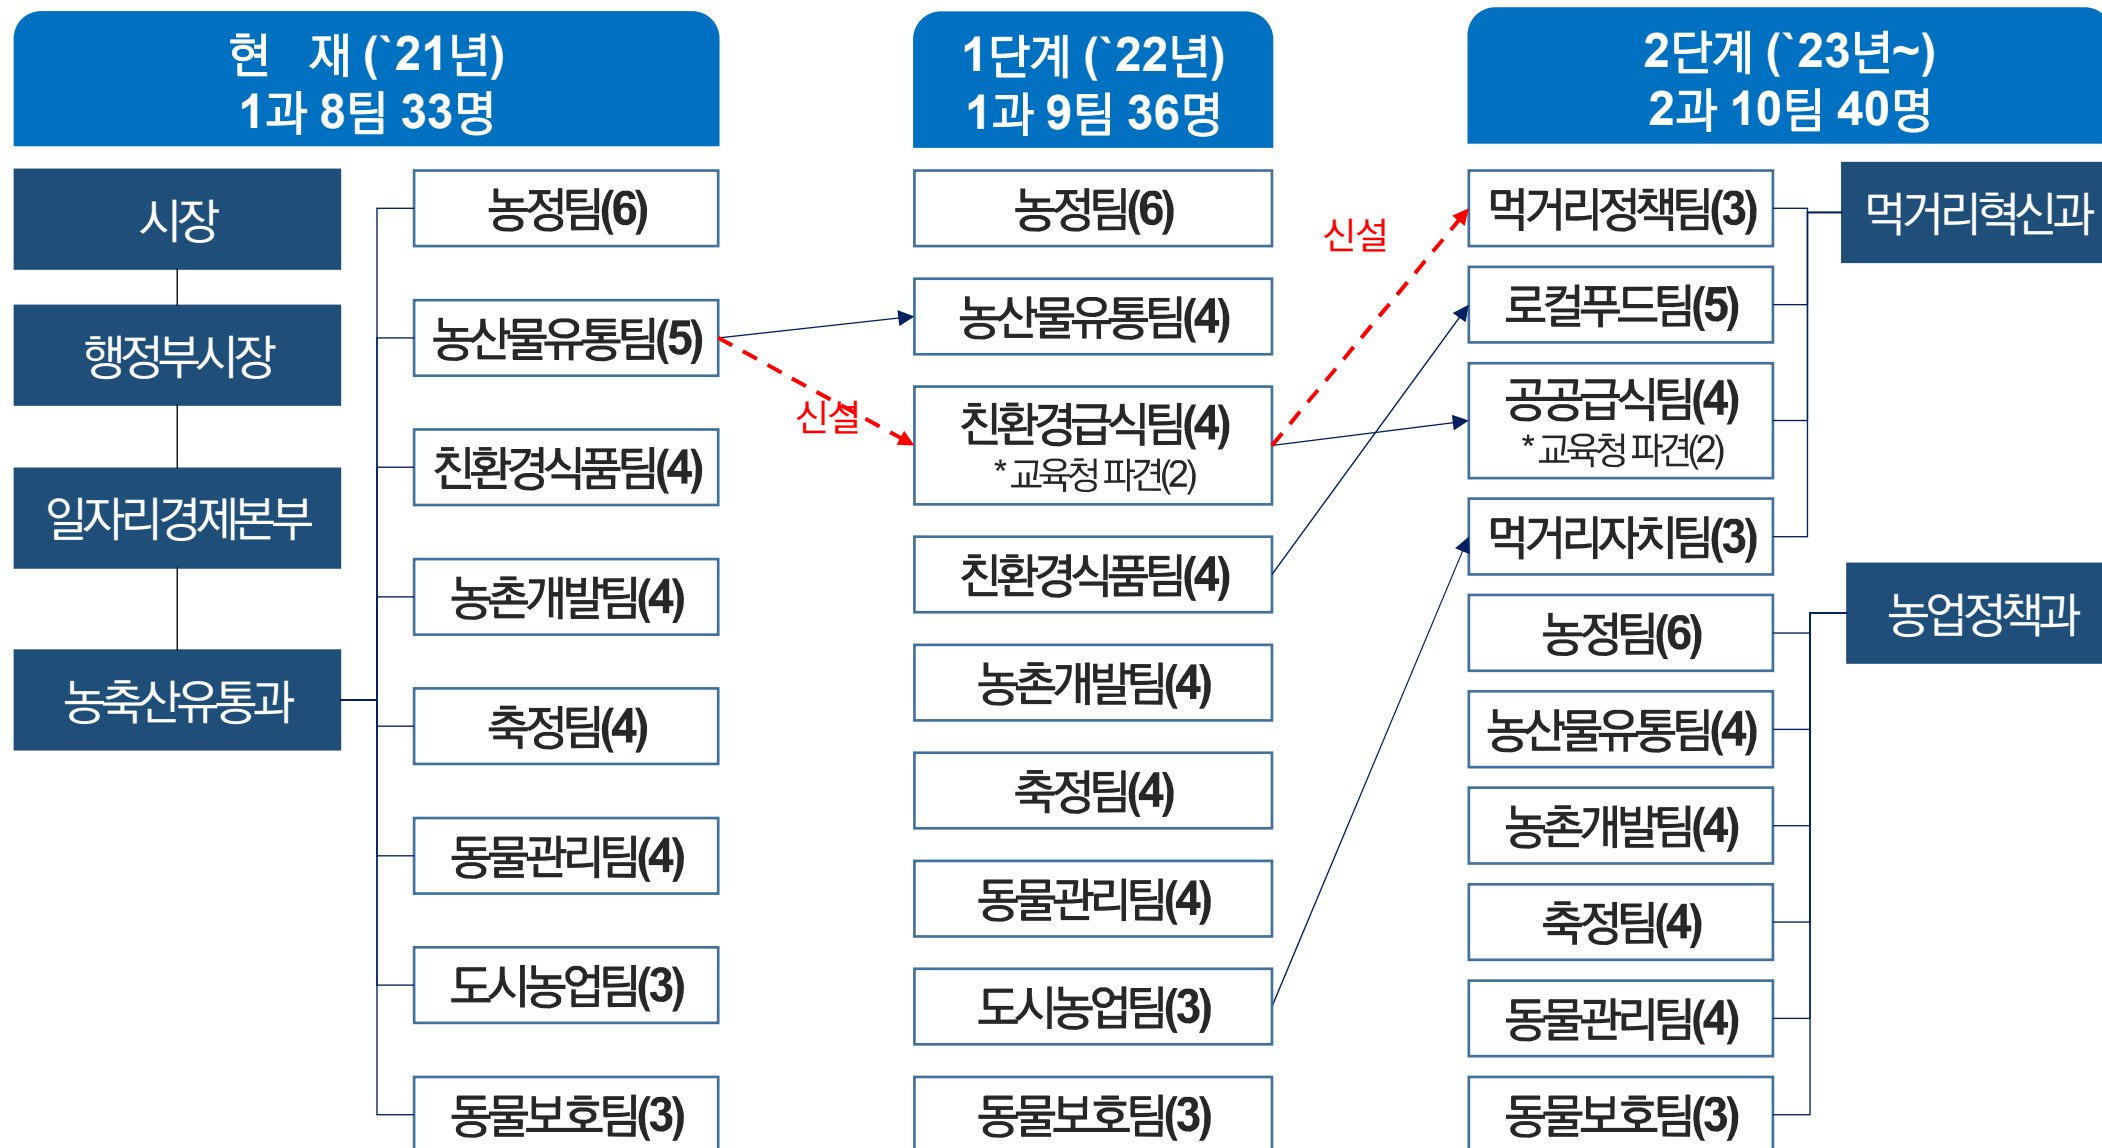 현 재 (`21년)
1과 8팀 33명
시장
행정부시장
일자리경제본부
농축산유통과
농정팀(6)
농산물유통팀(5)
친환경식품팀(4)
농촌개발팀(4)
축정팀(4)
동물관리팀(4)
도시농업팀(3)
동물보호팀(3)
신설
1단계 (`22년)
1과 9팀 36명
농정팀(6)
농산물유통팀(4)
친환경급식팀(4)
* 교육청 파견(2)
친환경식품팀(4)
농촌개발팀(4)
축정팀(4)
동물관리팀(4)
도시농업팀(3)
동물보호팀(3)
신설
2단계 (`23년~)
2과 10팀 40명
먹거리정책팀(3)
로컬푸드팀(5)
공공급식팀(4)
* 교육청 파견(2)
먹거리자치팀(3)
농정팀(6)
농산물유통팀(4)
농촌개발팀(4)
축정팀(4)
동물관리팀(4)
동물보호팀(3)
먹거리혁신과
농업정책과